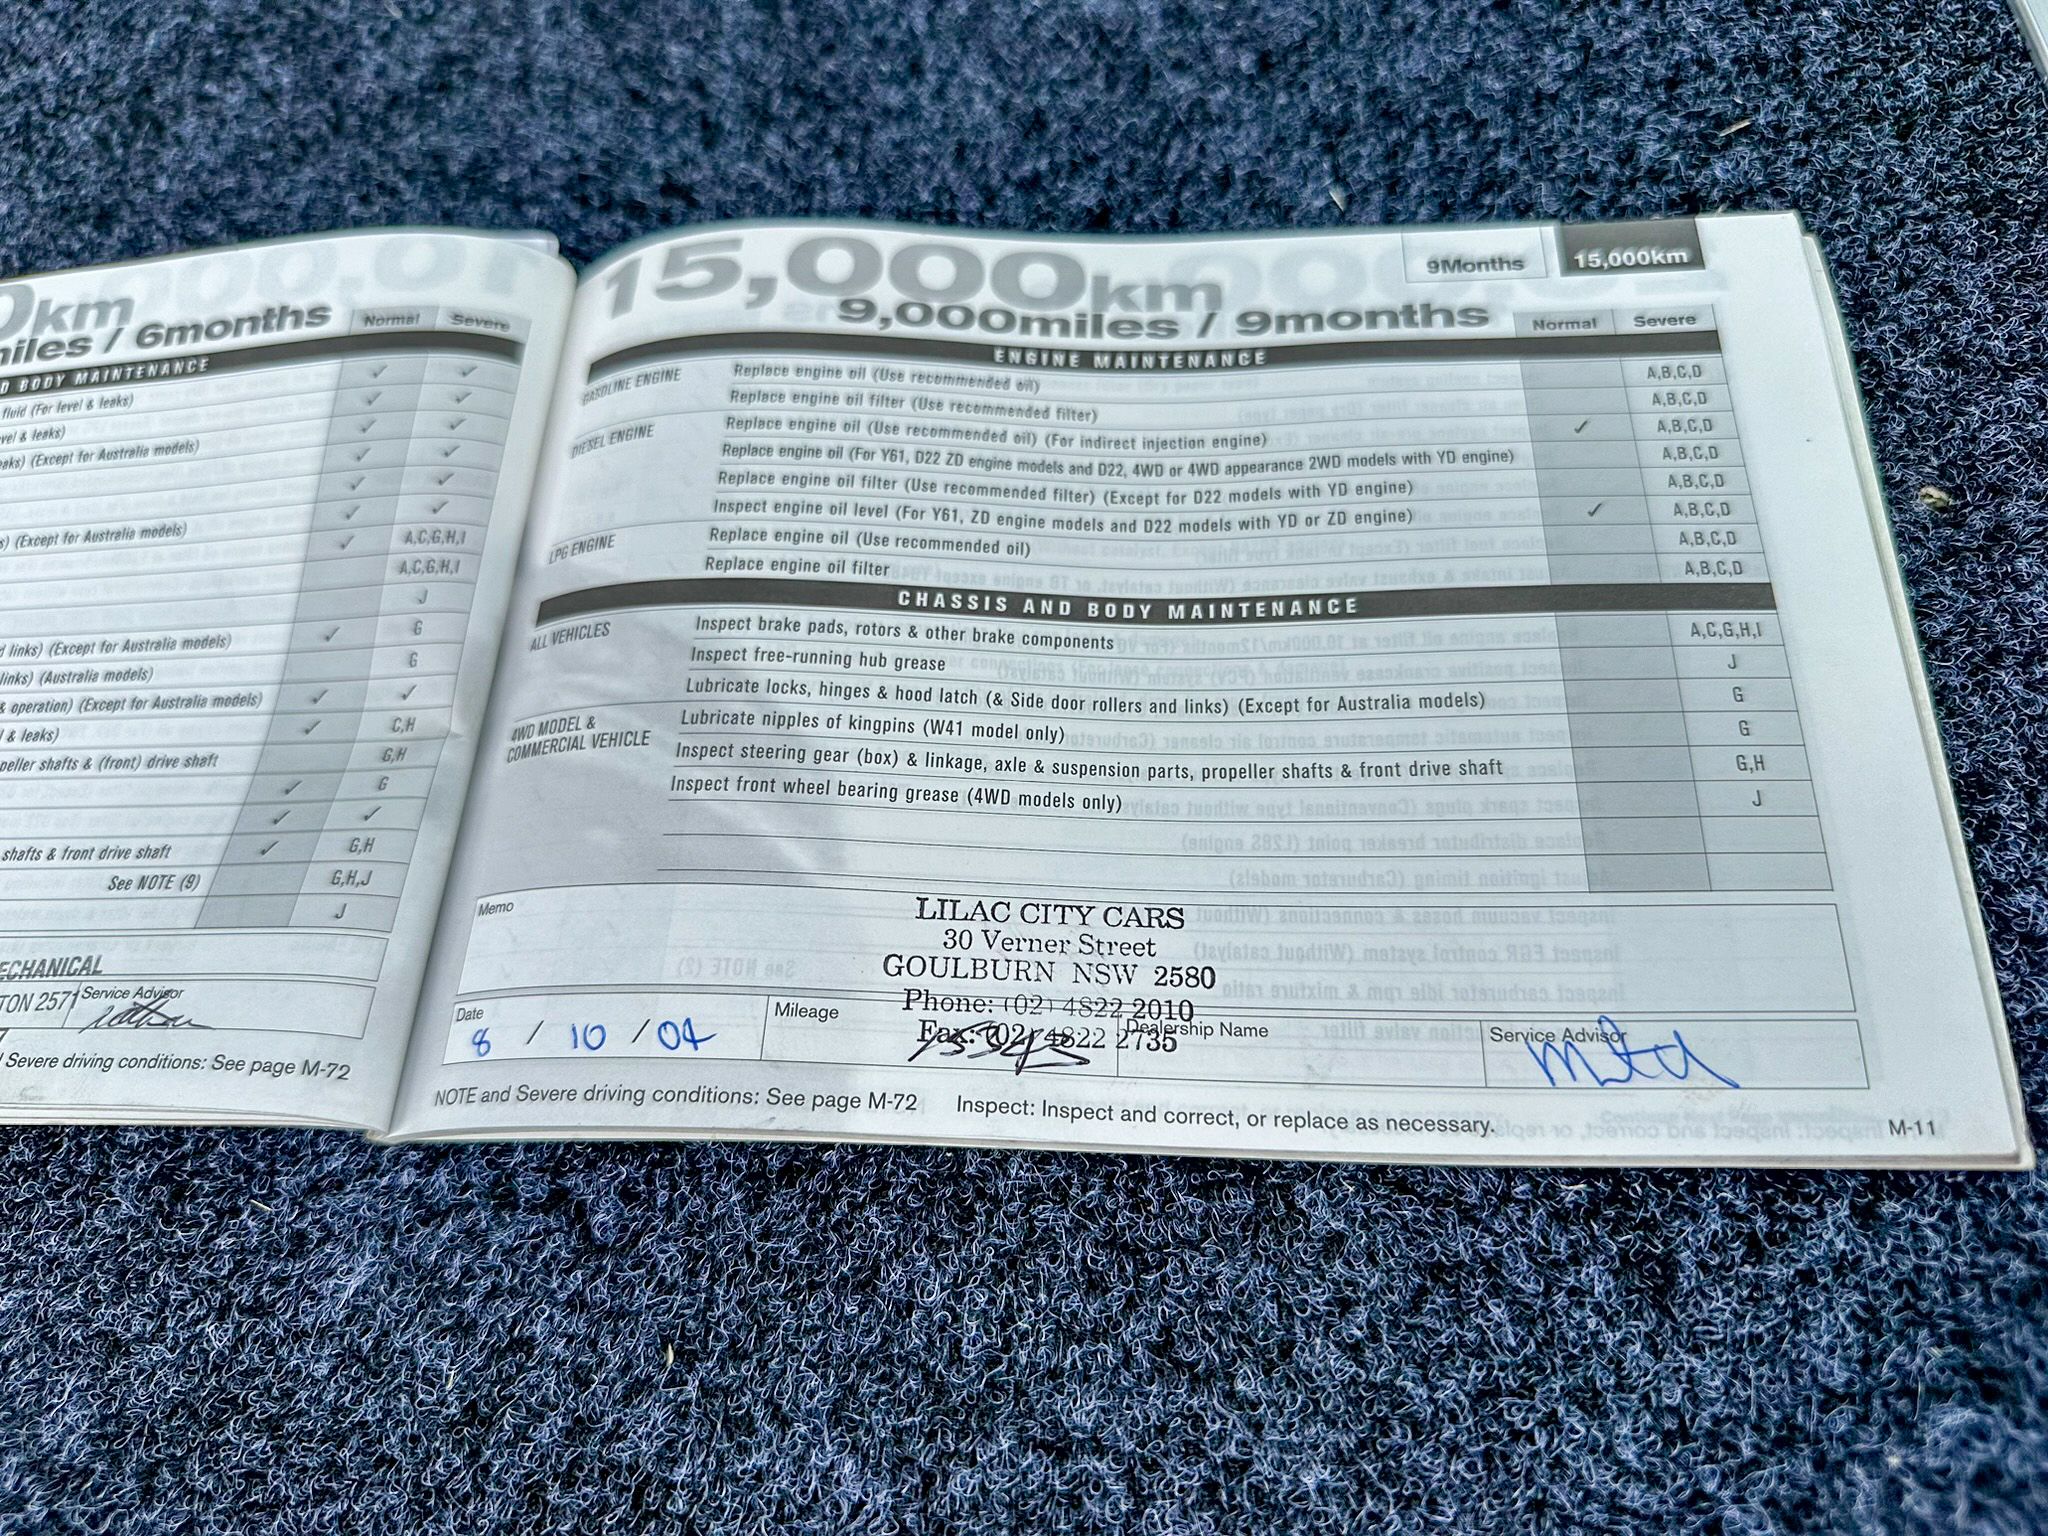 0km
miles / 6months
Normal Severe
D BODY MAINTENANCE
fluid (For level & leaks)
vel & leaks)
eaks) (Except for Australia models)
s) (Except for Australia models)
A,C,G,H,I
A,C,G,H,I
J
d links) (Except for Australia models) G
links) (Australia models) G
& operation) (Except for Australia models)
l & leaks) C,H
peller shafts & (front) drive shaft G,H
G
shafts & front drive shaft G,H
See NOTE (9) G,H,J
J
ECHANICAL
TON 2571 Service Advisor
/ Severe driving conditions: See page M-72
15,000km
9,000miles / 9months
9Months 15,000km
Normal Severe
ENGINE MAINTENANCE
GASOLINE ENGINE Replace engine oil (Use recommended oil) A,B,C,D
Replace engine oil filter (Use recommended filter) A,B,C,D
DIESEL ENGINE Replace engine oil (Use recommended oil) (For indirect injection engine) ✓ A,B,C,D
Replace engine oil (For Y61, D22 ZD engine models and D22, 4WD or 4WD appearance 2WD models with YD engine) A,B,C,D
Replace engine oil filter (Use recommended filter) (Except for D22 models with YD engine) A,B,C,D
Inspect engine oil level (For Y61, ZD engine models and D22 models with YD or ZD engine) ✓ A,B,C,D
LPG ENGINE Replace engine oil (Use recommended oil) A,B,C,D
Replace engine oil filter A,B,C,D
CHASSIS AND BODY MAINTENANCE
ALL VEHICLES Inspect brake pads, rotors & other brake components A,C,G,H,I
Inspect free-running hub grease J
Lubricate locks, hinges & hood latch (& Side door rollers and links) (Except for Australia models) G
4WD MODEL & COMMERCIAL VEHICLE Lubricate nipples of kingpins (W41 model only) G
Inspect steering gear (box) & linkage, axle & suspension parts, propeller shafts & front drive shaft G,H
Inspect front wheel bearing grease (4WD models only) J
Memo
LILAC CITY CARS
30 Verner Street
GOULBURN NSW 2580
Phone: (02) 4822 2010
Fax: (02) 4822 2735
Date 8 / 10 / 04 Mileage Dealership Name Service Advisor
NOTE and Severe driving conditions: See page M-72 Inspect: Inspect and correct, or replace as necessary.
M-11